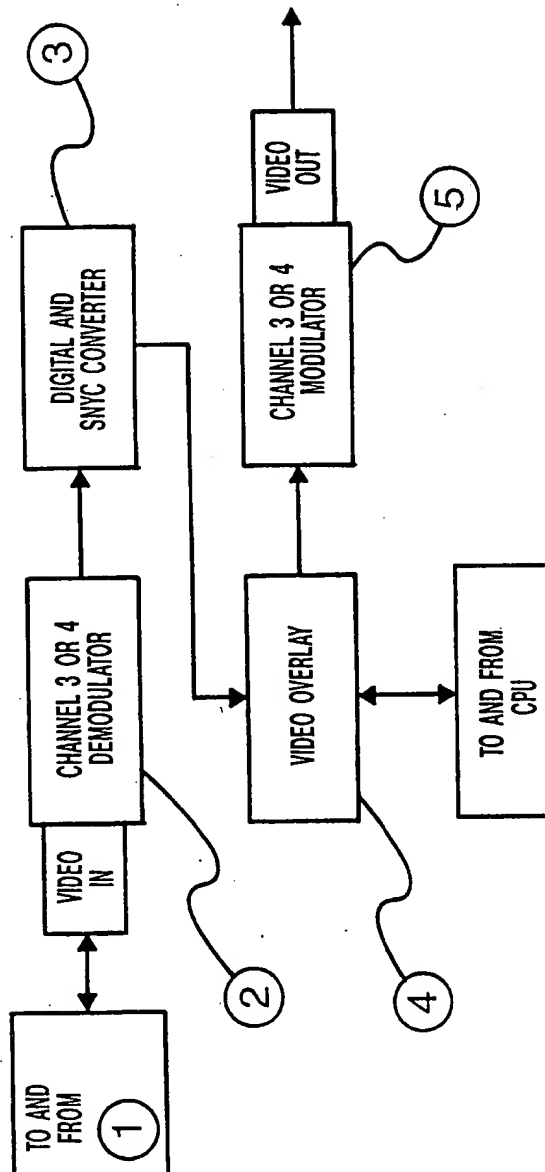 TO AND
FROM
1
VIDEO
IN
CHANNEL 3 OR 4
DEMODULATOR
2
DIGITAL AND
SNYC CONVERTER
3
VIDEO OVERLAY
4
TO AND FROM
CPU
CHANNEL 3 OR 4
MODULATOR
5
VIDEO
OUT